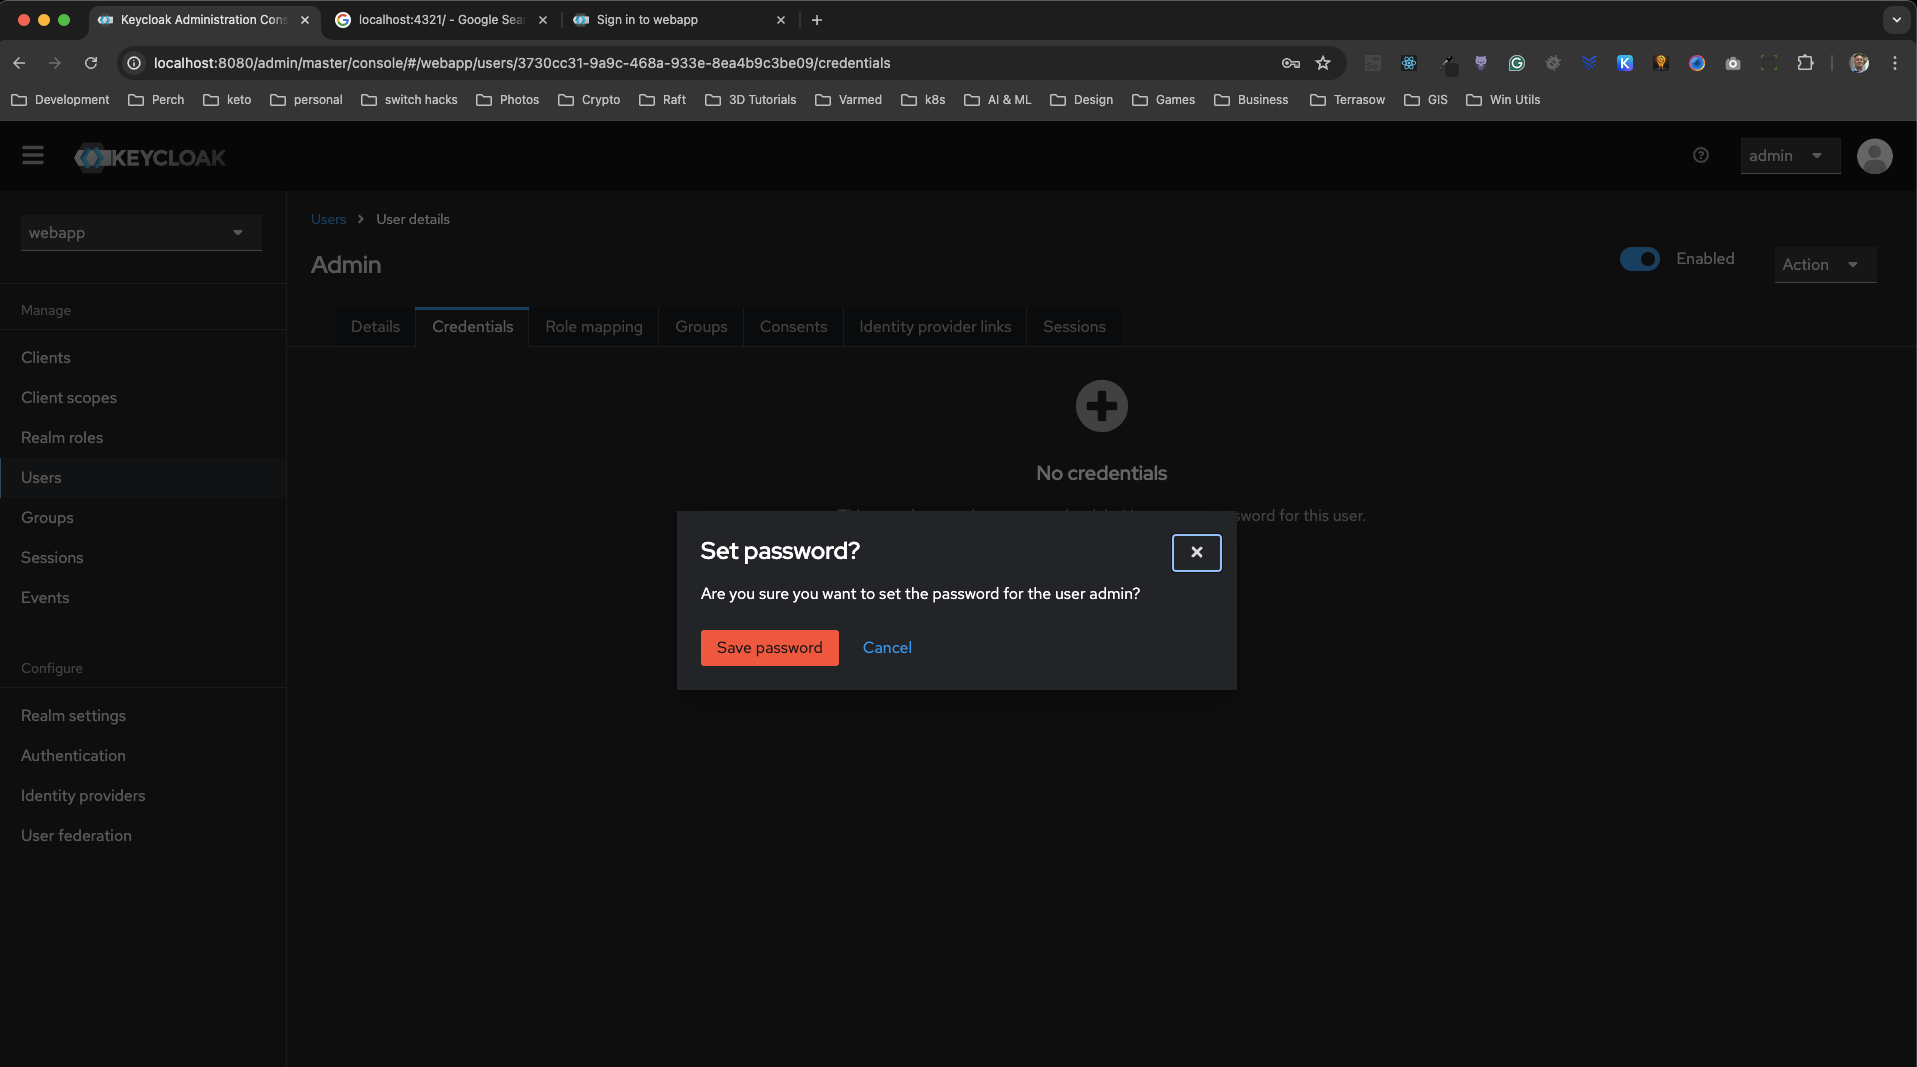 Keycloak Administration Cons
localhost:4321/ - Google Sear
Sign in to webapp
localhost:8080/admin/master/console/#/webapp/users/3730cc31-9a9c-468a-933e-8ea4b9c3be09/credentials
Development Perch keto personal switch hacks Photos Crypto Raft 3D Tutorials Varmed k8s AI & ML Design Games Business Terrasow GIS Win Utils
KEYCLOAK
admin
webapp
Users > User details
Admin
Enabled
Action
Manage
Details Credentials Role mapping Groups Consents Identity provider links Sessions
Clients
Client scopes
Realm roles
Users
Groups
Sessions
Events
Configure
Realm settings
Authentication
Identity providers
User federation
No credentials
password for this user.
Set password?
Are you sure you want to set the password for the user admin?
Save password
Cancel